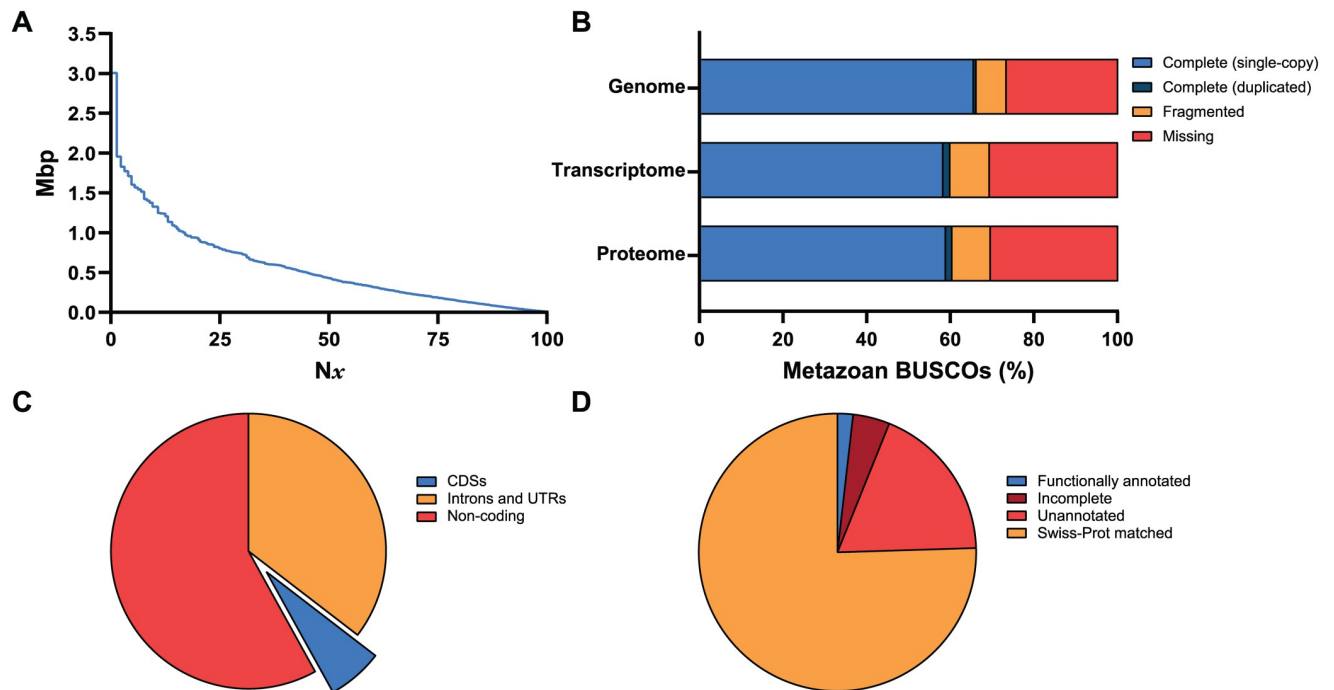 A
3.5
3.0
2.5
2.0
1.5
1.0
0.5
0.0
Mbp
0 25 50 75 100
Nx
B
Genome
Transcriptome
Proteome
0 20 40 60 80 100
Metazoan BUSCOs (%)
Complete (single-copy)
Complete (duplicated)
Fragmented
Missing
C
CDSs
Introns and UTRs
Non-coding
D
Functionally annotated
Incomplete
Unannotated
Swiss-Prot matched